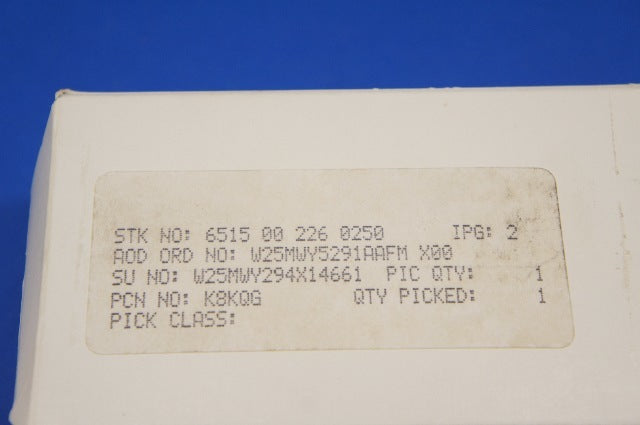 STK NO: 6515 00 226 0250 IPG: 2
AOD ORD NO: W25MWY5291AAFM X00
SU NO: W25MWY294X14661 PIC QTY: 1
PCN NO: K8KQG QTY PICKED: 1
PICK CLASS: